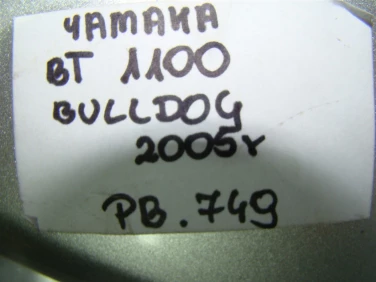 YAMAHA
BT 1100
BULLDOG
2005r
PB.749